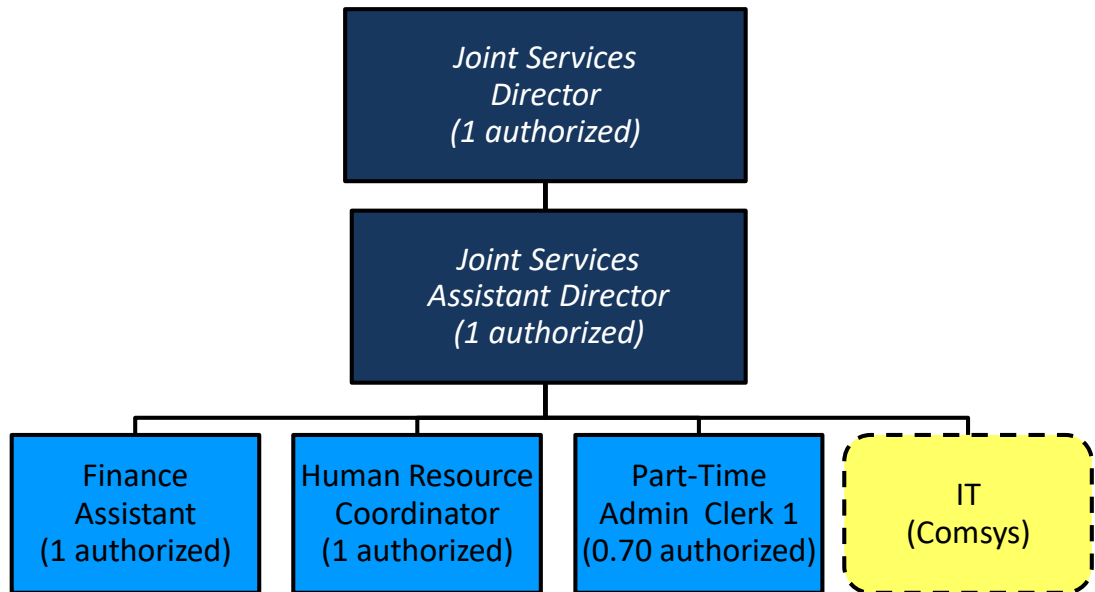 Joint Services
Director
(1 authorized)
Joint Services
Assistant Director
(1 authorized)
Finance
Assistant
(1 authorized)
Human Resource
Coordinator
(1 authorized)
Part-Time
Admin  Clerk 1
(0.70 authorized)
IT
(Comsys)